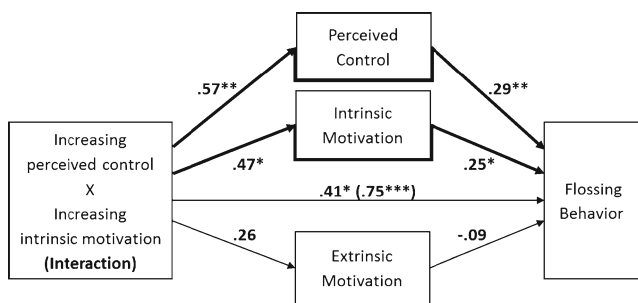 Perceived
Control
.57**
.29**
Intrinsic
Motivation
Increasing
perceived control
X
Increasing
intrinsic motivation
(Interaction)
.47*
.25*
.41* (.75***)
Flossing
Behavior
.26
-.09
Extrinsic
Motivation